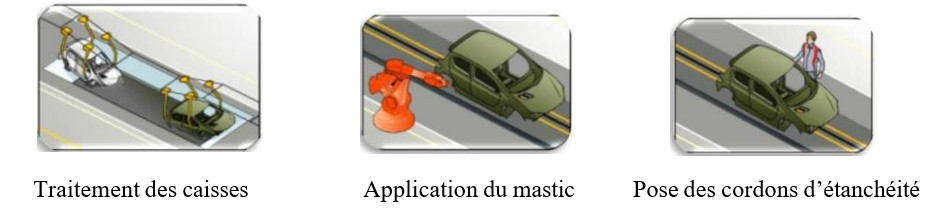 Traitement des caisses
Application du mastic
Pose des cordons d’étanchéité